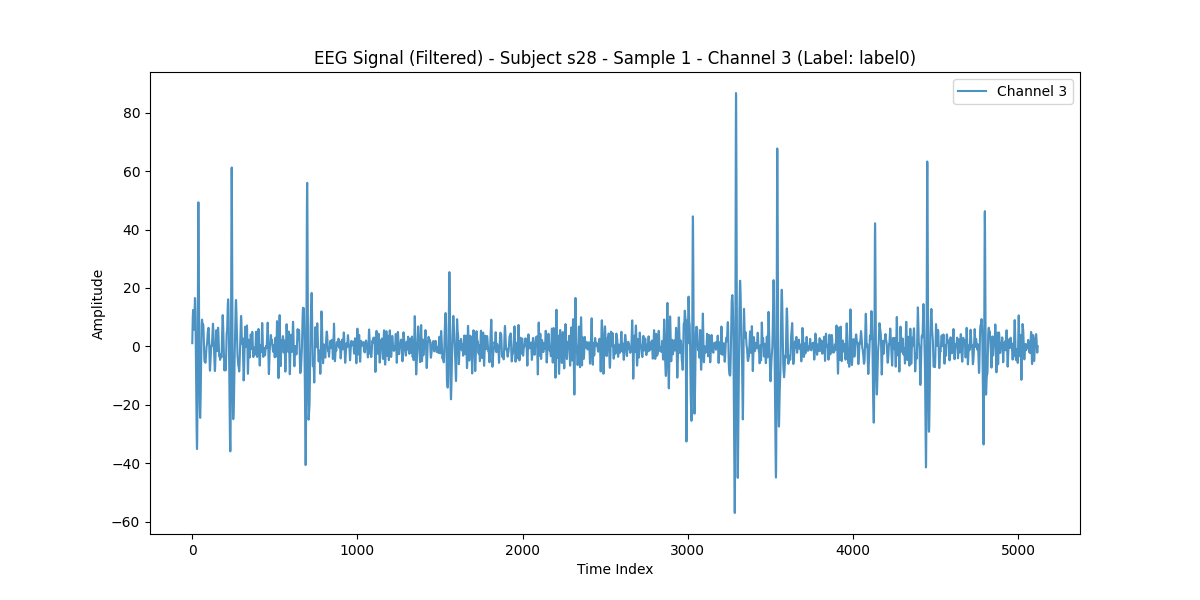 EEG Signal (Filtered) - Subject s28 - Sample 1 - Channel 3 (Label: label0)
Channel 3
80
60
40
20
0
−20
−40
−60
Amplitude
0 1000 2000 3000 4000 5000
Time Index